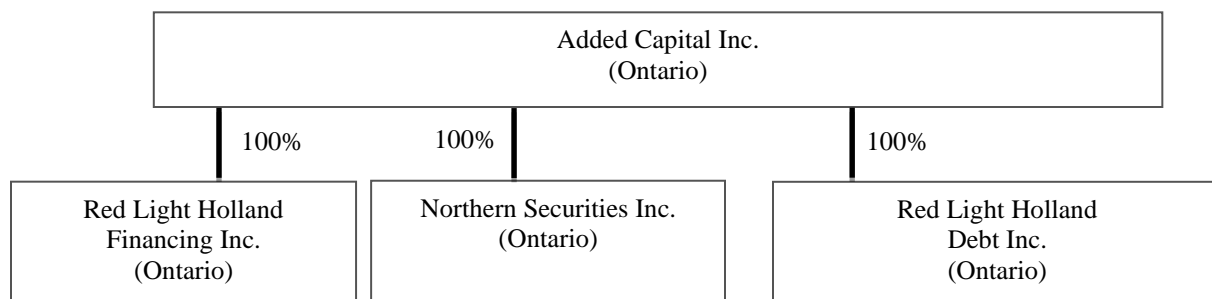 Added Capital Inc.
(Ontario)
100%
100%
100%
Red Light Holland
Financing Inc.
(Ontario)
Northern Securities Inc.
(Ontario)
Red Light Holland
Debt Inc.
(Ontario)